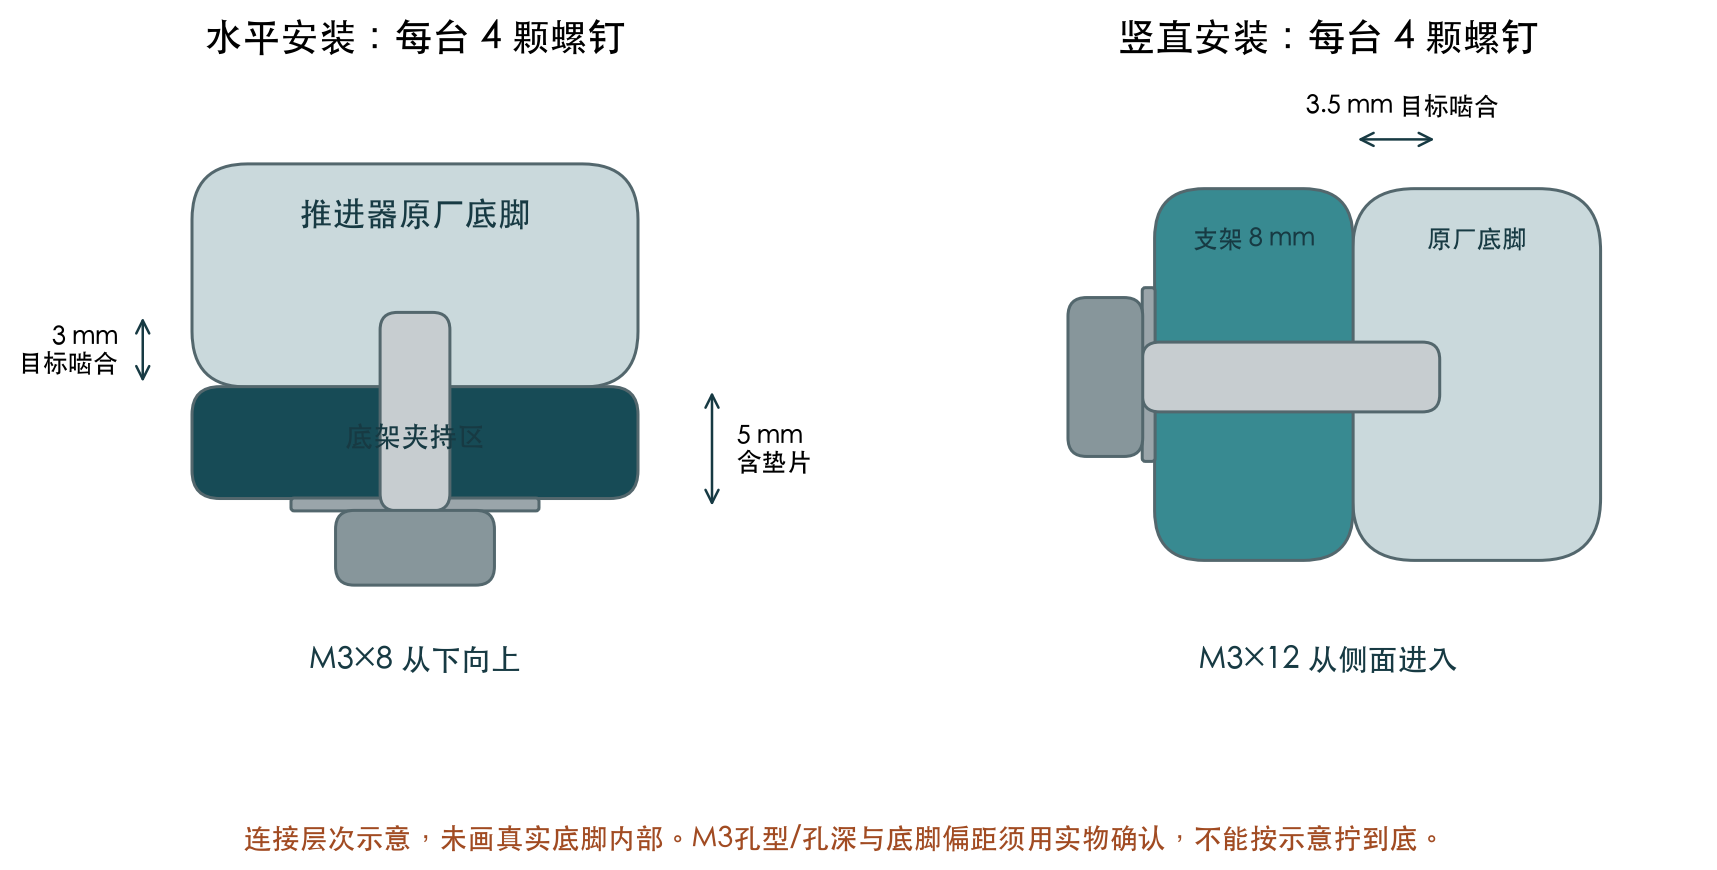 水平安装：每台 4 颗螺钉
竖直安装：每台 4 颗螺钉
3.5 mm 目标啮合
推进器原厂底脚
支架 8 mm
原厂底脚
3 mm
目标啮合
底架夹持区
5 mm
含垫片
M3×8 从下向上
M3×12 从侧面进入
连接层次示意，未画真实底脚内部。M3孔型/孔深与底脚偏距须用实物确认，不能按示意拧到底。